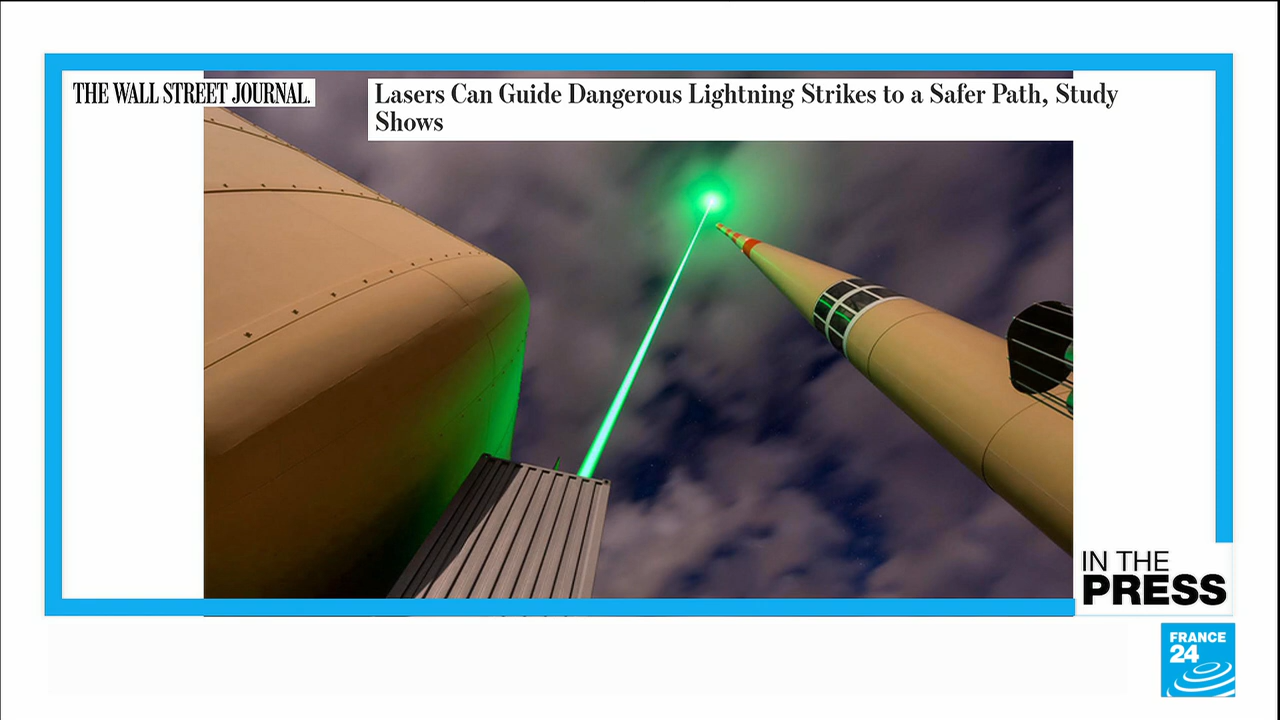 THE WALL STREET JOURNAL.
Lasers Can Guide Dangerous Lightning Strikes to a Safer Path, Study
Shows
IN THE
PRESS
FRANCE
24